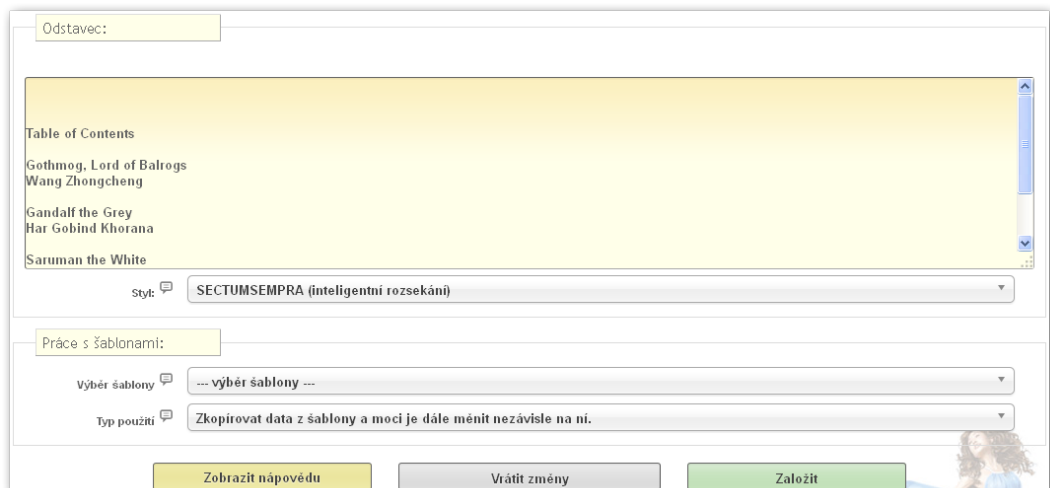 Odstavec:
Table of Contents
Gothmog, Lord of Balrogs
Wang Zhongcheng
Gandalf the Grey
Har Gobind Khorana
Saruman the White
Styl:
SECTUMSEMPRA (inteligentní rozsekání)
Práce s šablonami:
Výběr šablony
--- výběr šablony ---
Typ použití
Zkopírovat data z šablony a moci je dále měnit nezávisle na ní.
Zobrazit nápovědu
Vrátit změny
Založit